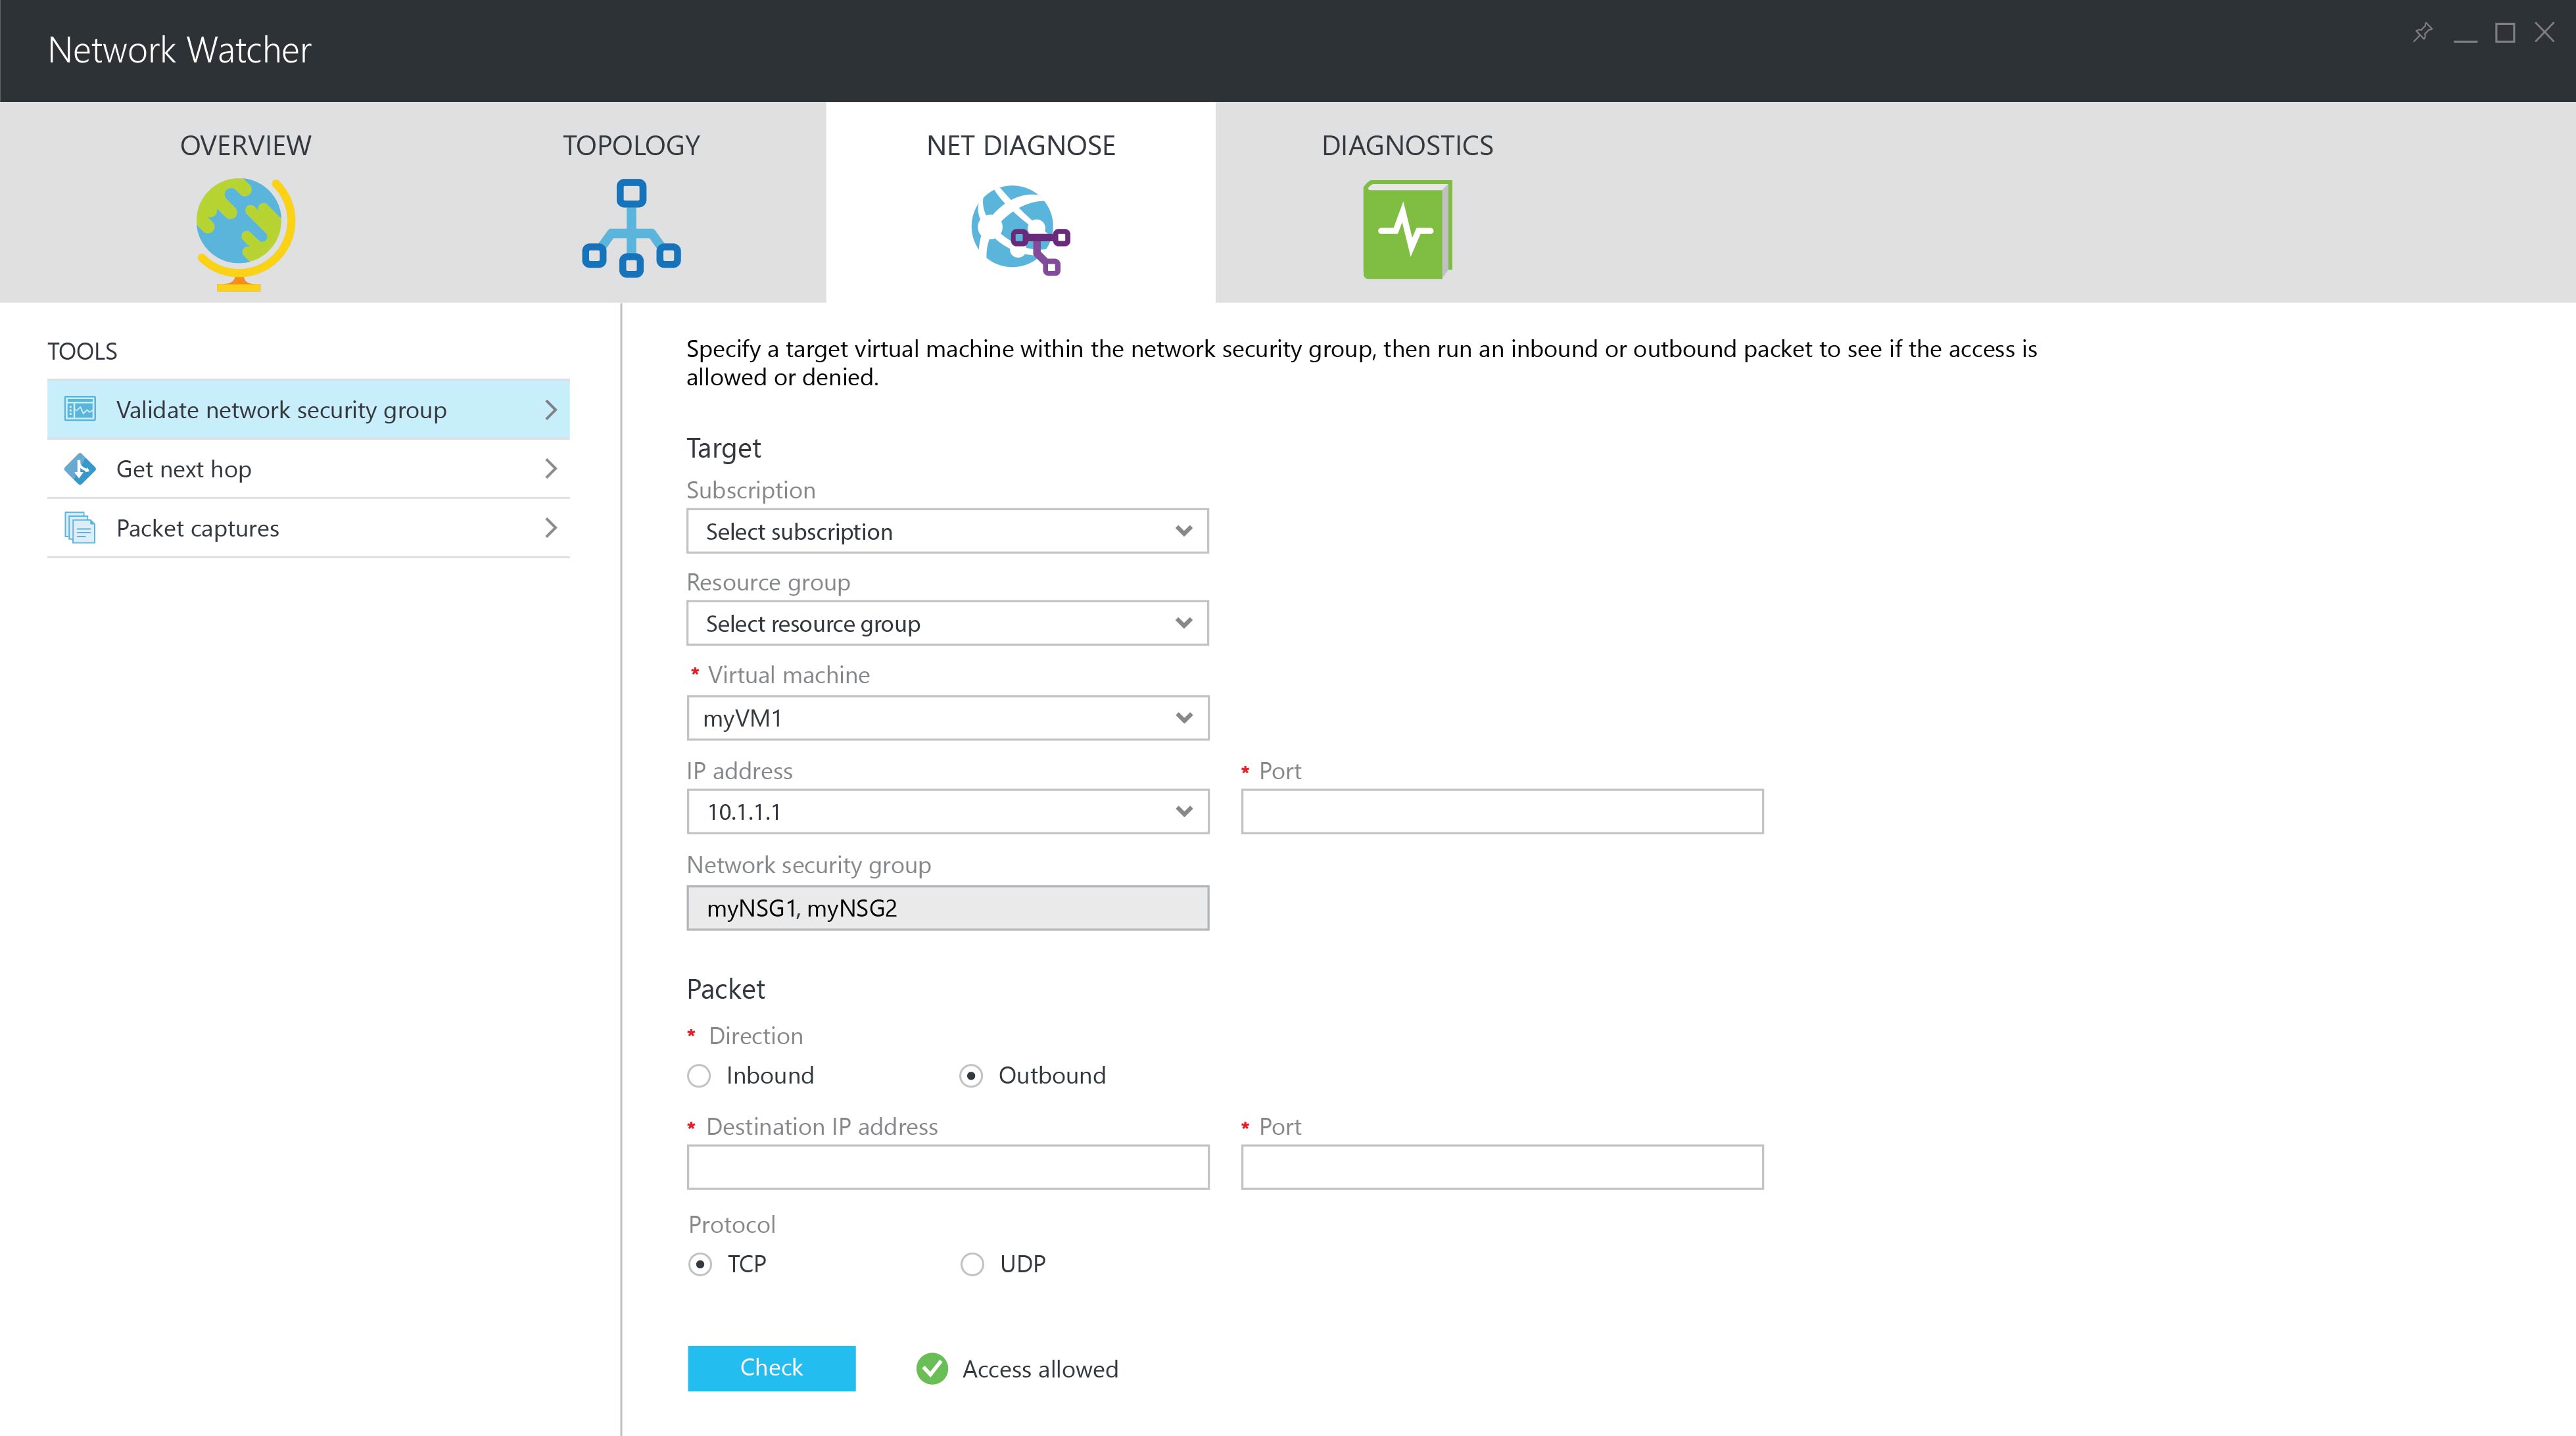 Network Watcher
OVERVIEW
TOPOLOGY
NET DIAGNOSE
DIAGNOSTICS
TOOLS
Validate network security group
Get next hop
Packet captures
Specify a target virtual machine within the network security group, then run an inbound or outbound packet to see if the access is
allowed or denied.
Target
Subscription
Select subscription
Resource group
Select resource group
* Virtual machine
myVM1
IP address
* Port
10.1.1.1
Network security group
myNSG1, myNSG2
Packet
* Direction
Inbound
Outbound
* Destination IP address
* Port
Protocol
TCP
UDP
Check
Access allowed